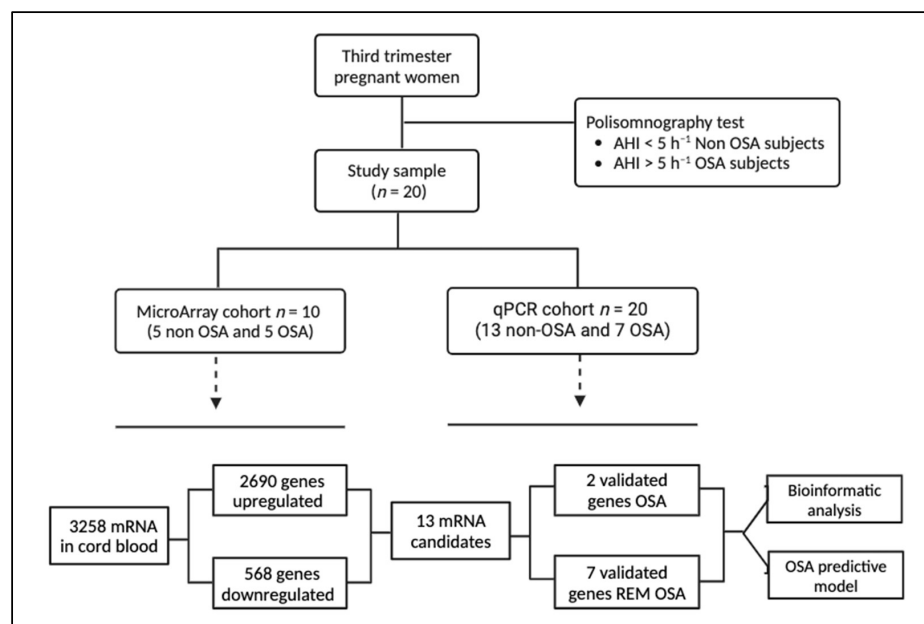 Third trimester
pregnant women
Polisomnography test
• AHI < 5 h⁻¹ Non OSA subjects
• AHI > 5 h⁻¹ OSA subjects
Study sample
(n = 20)
MicroArray cohort n = 10
(5 non OSA and 5 OSA)
qPCR cohort n = 20
(13 non-OSA and 7 OSA)
3258 mRNA
in cord blood
2690 genes
upregulated
568 genes
downregulated
13 mRNA
candidates
2 validated
genes OSA
7 validated
genes REM OSA
Bioinformatic
analysis
OSA predictive
model